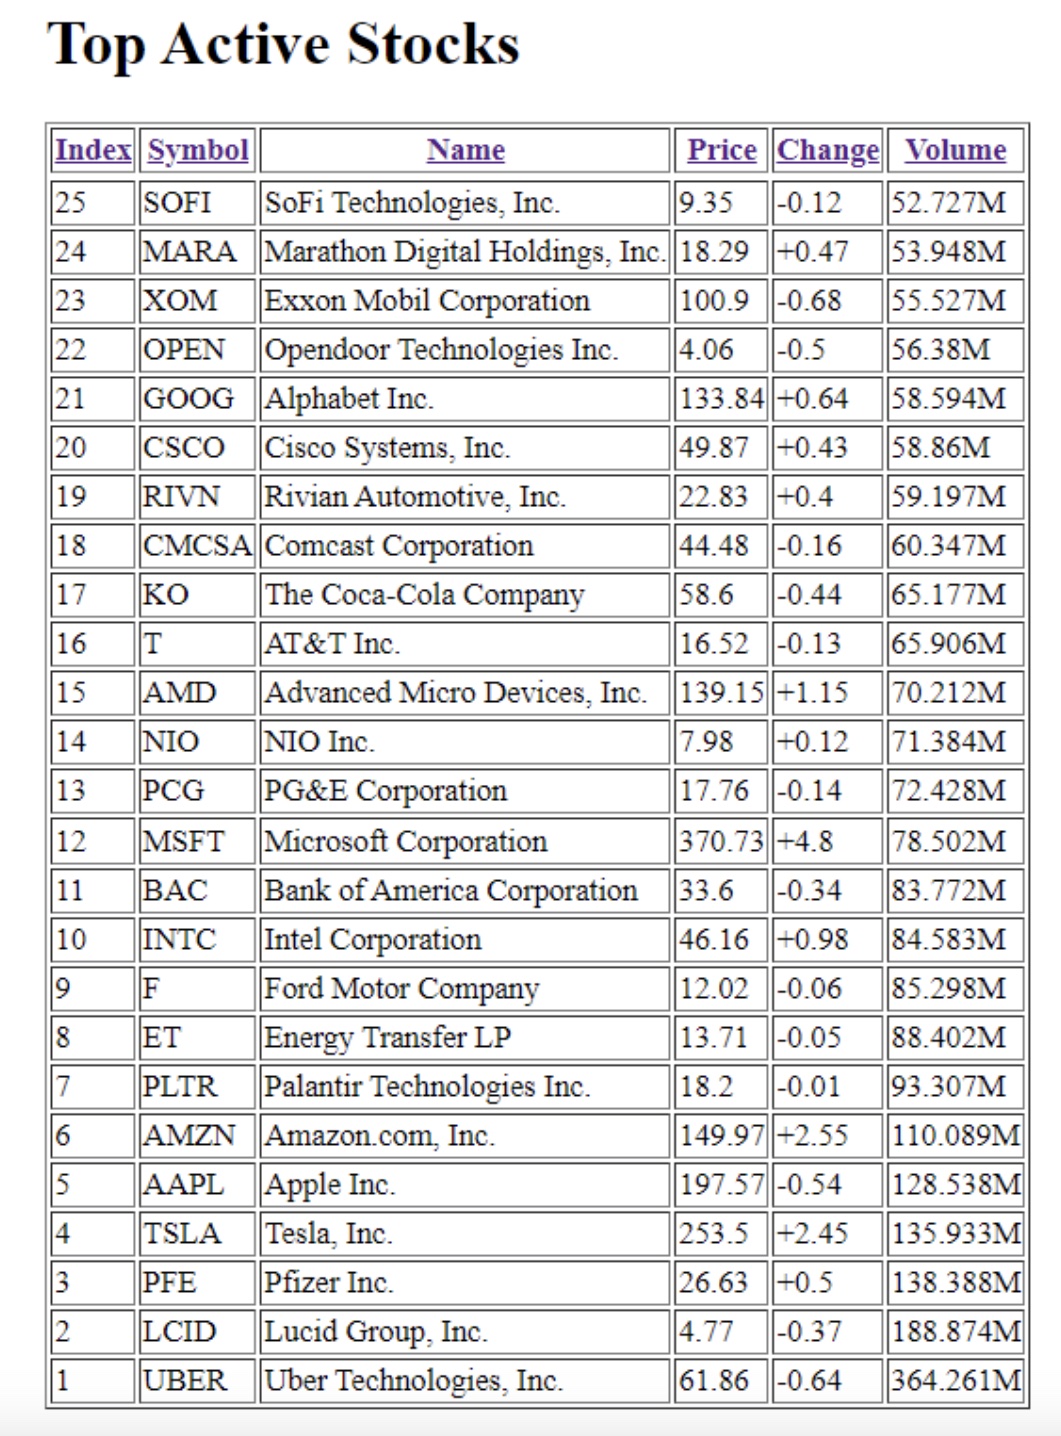 Top Active Stocks
Index Symbol Name Price Change Volume
25 SOFI SoFi Technologies, Inc. 9.35 -0.12 52.727M
24 MARA Marathon Digital Holdings, Inc. 18.29 +0.47 53.948M
23 XOM Exxon Mobil Corporation 100.9 -0.68 55.527M
22 OPEN Opendoor Technologies Inc. 4.06 -0.5 56.38M
21 GOOG Alphabet Inc. 133.84 +0.64 58.594M
20 CSCO Cisco Systems, Inc. 49.87 +0.43 58.86M
19 RIVN Rivian Automotive, Inc. 22.83 +0.4 59.197M
18 CMCSA Comcast Corporation 44.48 -0.16 60.347M
17 KO The Coca-Cola Company 58.6 -0.44 65.177M
16 T AT&T Inc. 16.52 -0.13 65.906M
15 AMD Advanced Micro Devices, Inc. 139.15 +1.15 70.212M
14 NIO NIO Inc. 7.98 +0.12 71.384M
13 PCG PG&E Corporation 17.76 -0.14 72.428M
12 MSFT Microsoft Corporation 370.73 +4.8 78.502M
11 BAC Bank of America Corporation 33.6 -0.34 83.772M
10 INTC Intel Corporation 46.16 +0.98 84.583M
9 F Ford Motor Company 12.02 -0.06 85.298M
8 ET Energy Transfer LP 13.71 -0.05 88.402M
7 PLTR Palantir Technologies Inc. 18.2 -0.01 93.307M
6 AMZN Amazon.com, Inc. 149.97 +2.55 110.089M
5 AAPL Apple Inc. 197.57 -0.54 128.538M
4 TSLA Tesla, Inc. 253.5 +2.45 135.933M
3 PFE Pfizer Inc. 26.63 +0.5 138.388M
2 LCID Lucid Group, Inc. 4.77 -0.37 188.874M
1 UBER Uber Technologies, Inc. 61.86 -0.64 364.261M